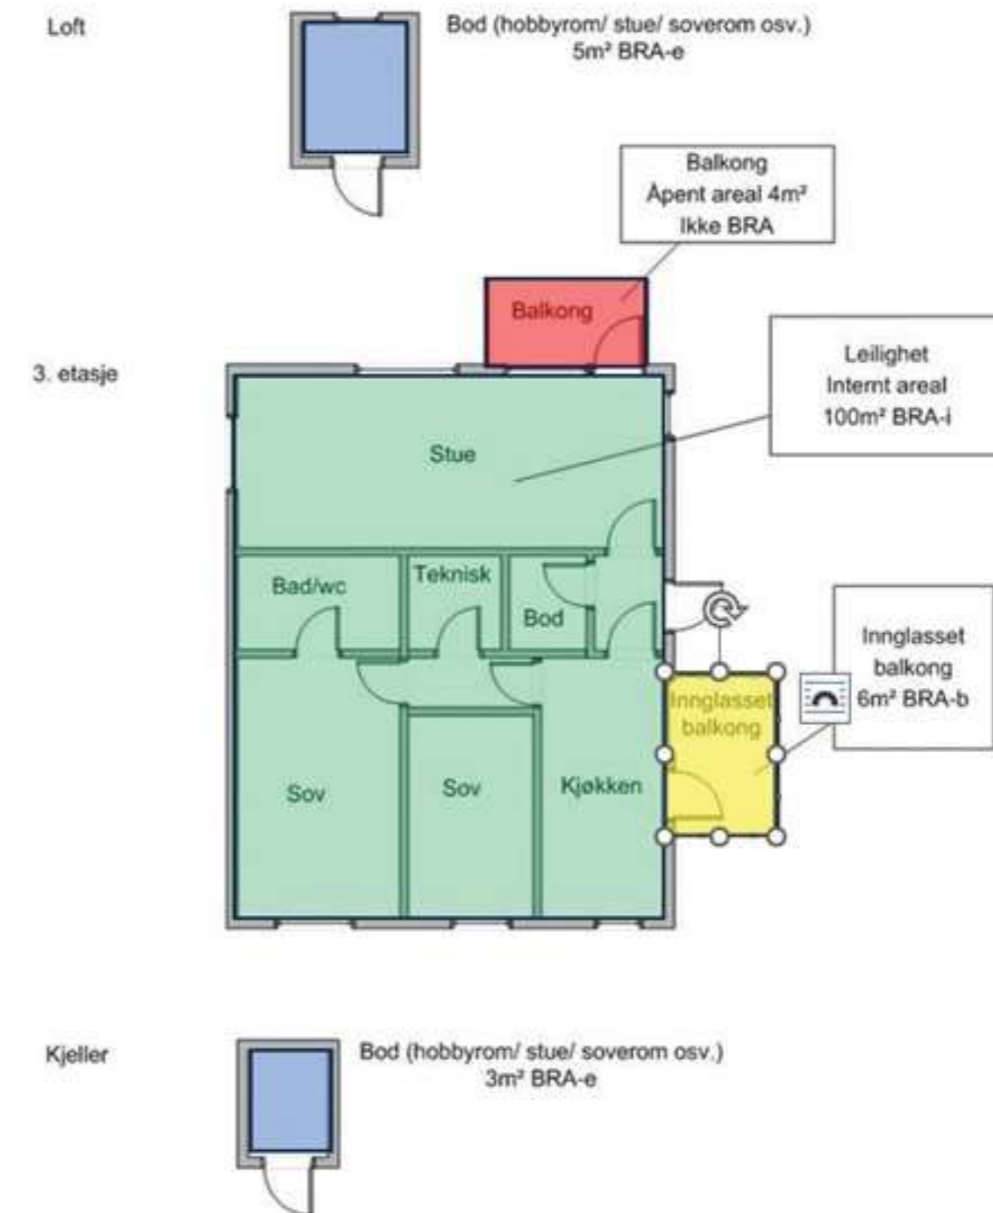 Loft
Bod (hobbyrom/ stue/ soverom osv.)
5m² BRA-e
Balkong
Åpent areal 4m²
Ikke BRA
Balkong
3. etasje
Leilighet
Internt areal
100m² BRA-i
Stue
Bad/wc
Teknisk
Bod
Innglasset
balkong
6m² BRA-b
Innglasset
balkong
Sov
Sov
Kjøkken
Kjeller
Bod (hobbyrom/ stue/ soverom osv.)
3m² BRA-e